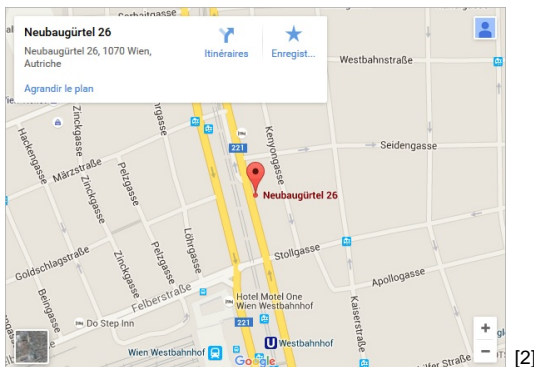 Neubaugürtel 26
Neubaugürtel 26, 1070 Wien,
Autriche
Agrandir le plan
Itinéraires
Enregist...
Westbahnstraße
Seidengasse
Kenyongasse
221
Neubaugürtel 26
Zinckgasse
Hackengasse
Märzstraße
Zinckgasse
Pelzgasse
Löhrgasse
Stollgasse
Goldschlagstraße
Zinckgasse
Pelzgasse
Felberstraße
Beingasse
Apollogasse
Kaiserstraße
Hotel Motel One
Wien Westbahnhof
221
Step Inn
U Westbahnhof
Wien Westbahnhof
Google
+
−
[2]